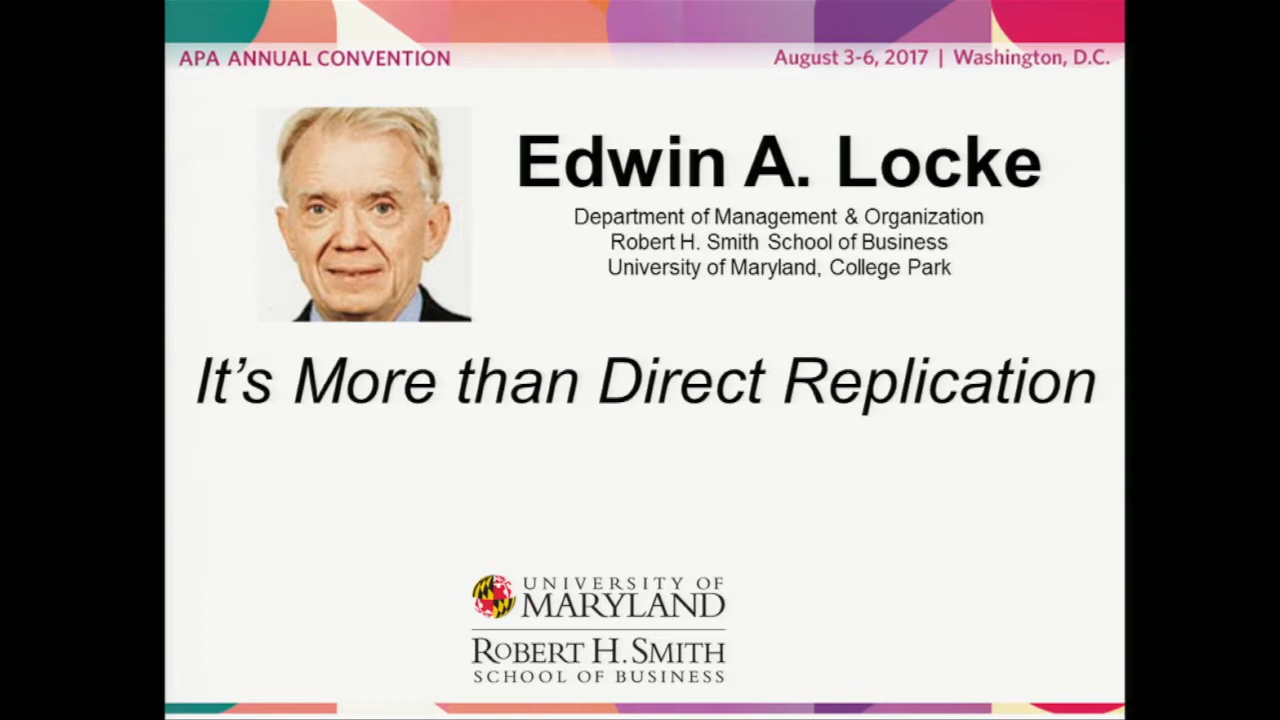 APA ANNUAL CONVENTION
August 3-6, 2017 | Washington, D.C.
Edwin A. Locke
Department of Management & Organization
Robert H. Smith School of Business
University of Maryland, College Park
It's More than Direct Replication
UNIVERSITY OF
MARYLAND
ROBERT H. SMITH
SCHOOL OF BUSINESS